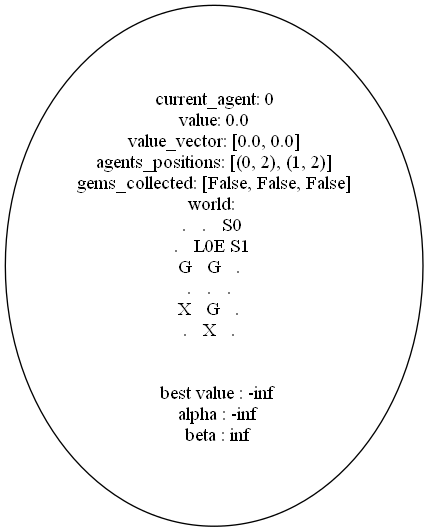 current_agent: 0
value: 0.0
value_vector: [0.0, 0.0]
agents_positions: [(0, 2), (1, 2)]
gems_collected: [False, False, False]
world:
. . S0
. L0E S1
G G .
. . .
X G .
. X .
best value : -inf
alpha : -inf
beta : inf